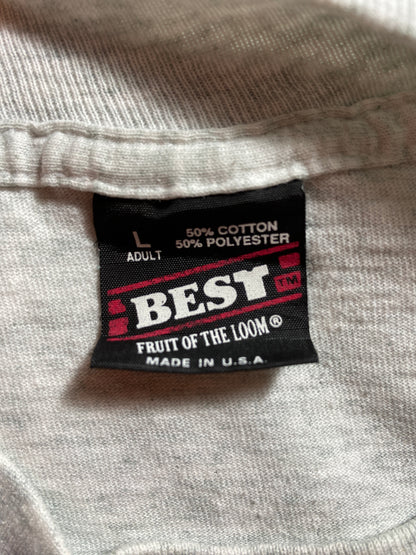 L 50% COTTON
ADULT 50% POLYESTER
BEST TM
FRUIT OF THE LOOM®
MADE IN U.S.A.